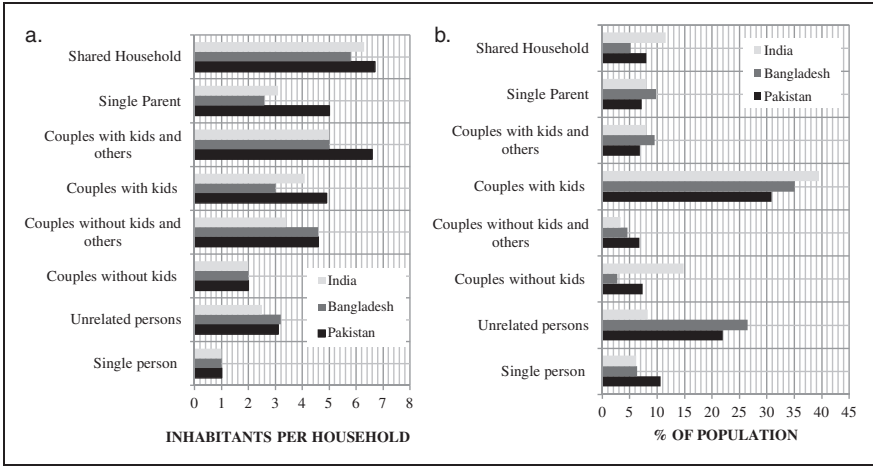 a.
Shared Household
Single Parent
Couples with kids and
others
Couples with kids
Couples without kids and
others
Couples without kids
Unrelated persons
Single person
India
Bangladesh
Pakistan
0 1 2 3 4 5 6 7 8
INHABITANTS PER HOUSEHOLD
b.
Shared Household
Single Parent
Couples with kids and
others
Couples with kids
Couples without kids and
others
Couples without kids
Unrelated persons
Single person
India
Bangladesh
Pakistan
0 5 10 15 20 25 30 35 40 45
% OF POPULATION